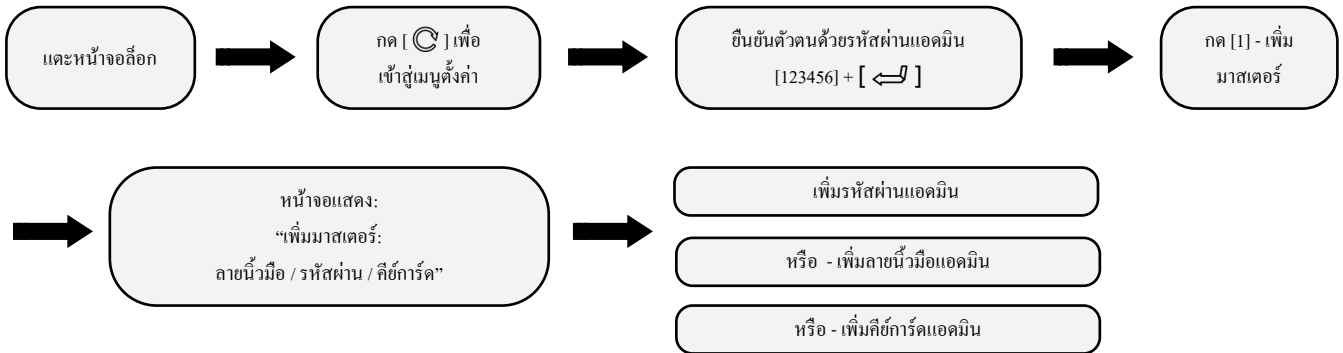 แตะหน้าจอล็อก
กด [ ] เพื่อ
เข้าสู่เมนูตั้งค่า
ยืนยันตัวตนด้วยรหัสผ่านแอดมิน
[123456] + [ ]
กด [1] - เพิ่ม
มาสเตอร์
หน้าจอแสดง:
“เพิ่มมาสเตอร์:
ลายนิ้วมือ / รหัสผ่าน / คีย์การ์ด”
เพิ่มรหัสผ่านแอดมิน
หรือ - เพิ่มลายนิ้วมือแอดมิน
หรือ - เพิ่มคีย์การ์ดแอดมิน